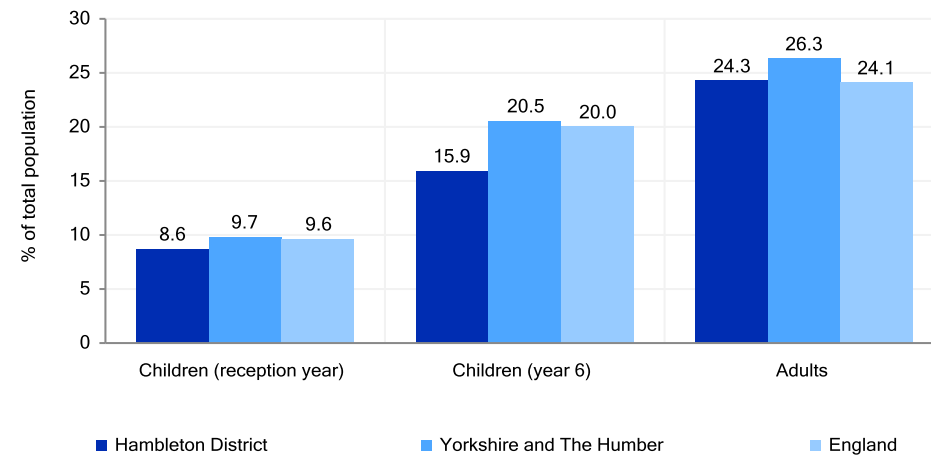 % of total population
30
25
20
15
10
5
0
8.6
9.7
9.6
15.9
20.5
20.0
24.3
26.3
24.1
Children (reception year)
Children (year 6)
Adults
Hambleton District
Yorkshire and The Humber
England